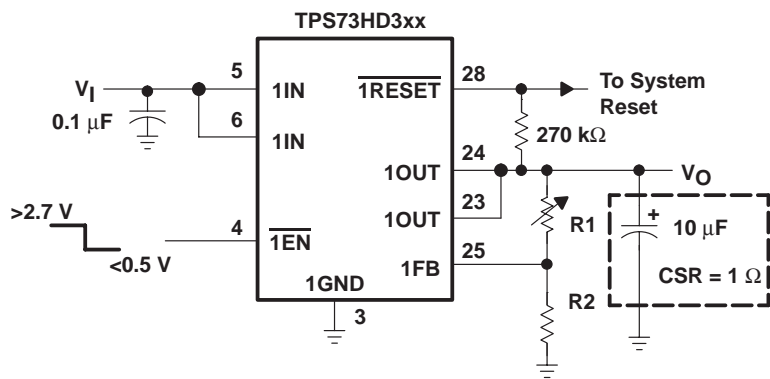 TPS73HD3xx
VI
0.1 μF
5
6
1IN
1IN
>2.7 V
<0.5 V
4
1EN
1RESET
28
To System
Reset
270 kΩ
1OUT
24
VO
1OUT
23
R1
1FB
25
R2
10 μF
+
CSR = 1 Ω
1GND
3